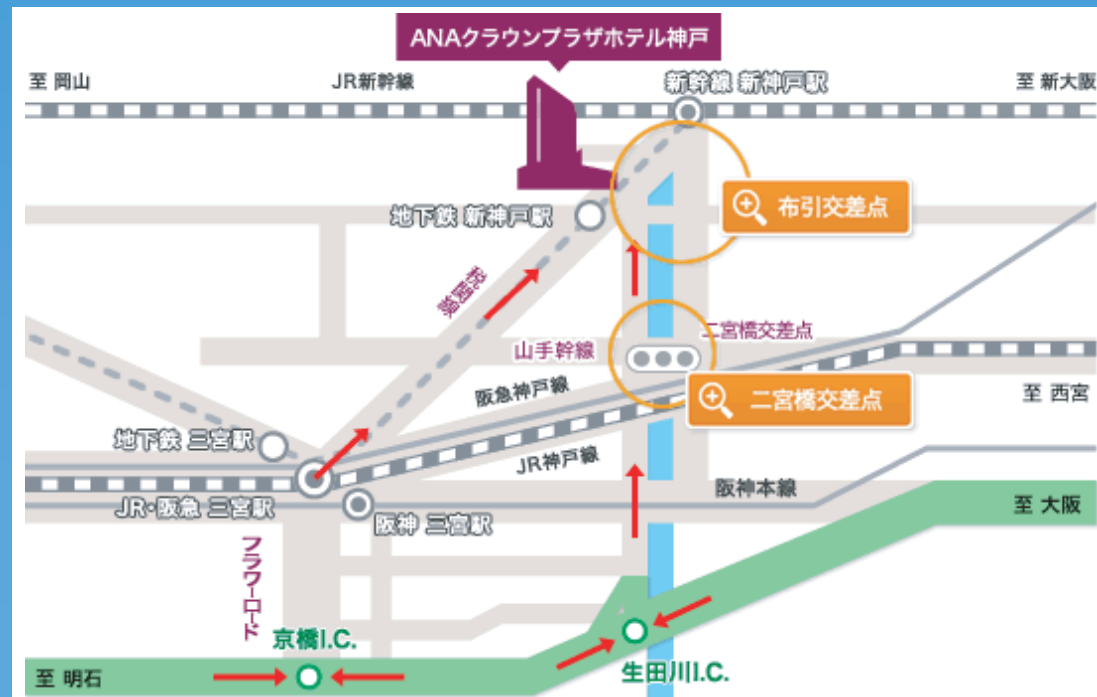 ANAクラウンプラザホテル神戸
至 岡山
JR新幹線
新幹線 新神戸駅
至 新大阪
布引交差点
地下鉄 新神戸駅
税関線
二宮橋交差点
山手幹線
阪急神戸線
二宮橋交差点
至 西宮
地下鉄 三宮駅
JR神戸線
阪神本線
JR・阪急 三宮駅
阪神 三宮駅
至 大阪
フラワーロード
京橋I.C.
生田川I.C.
至 明石